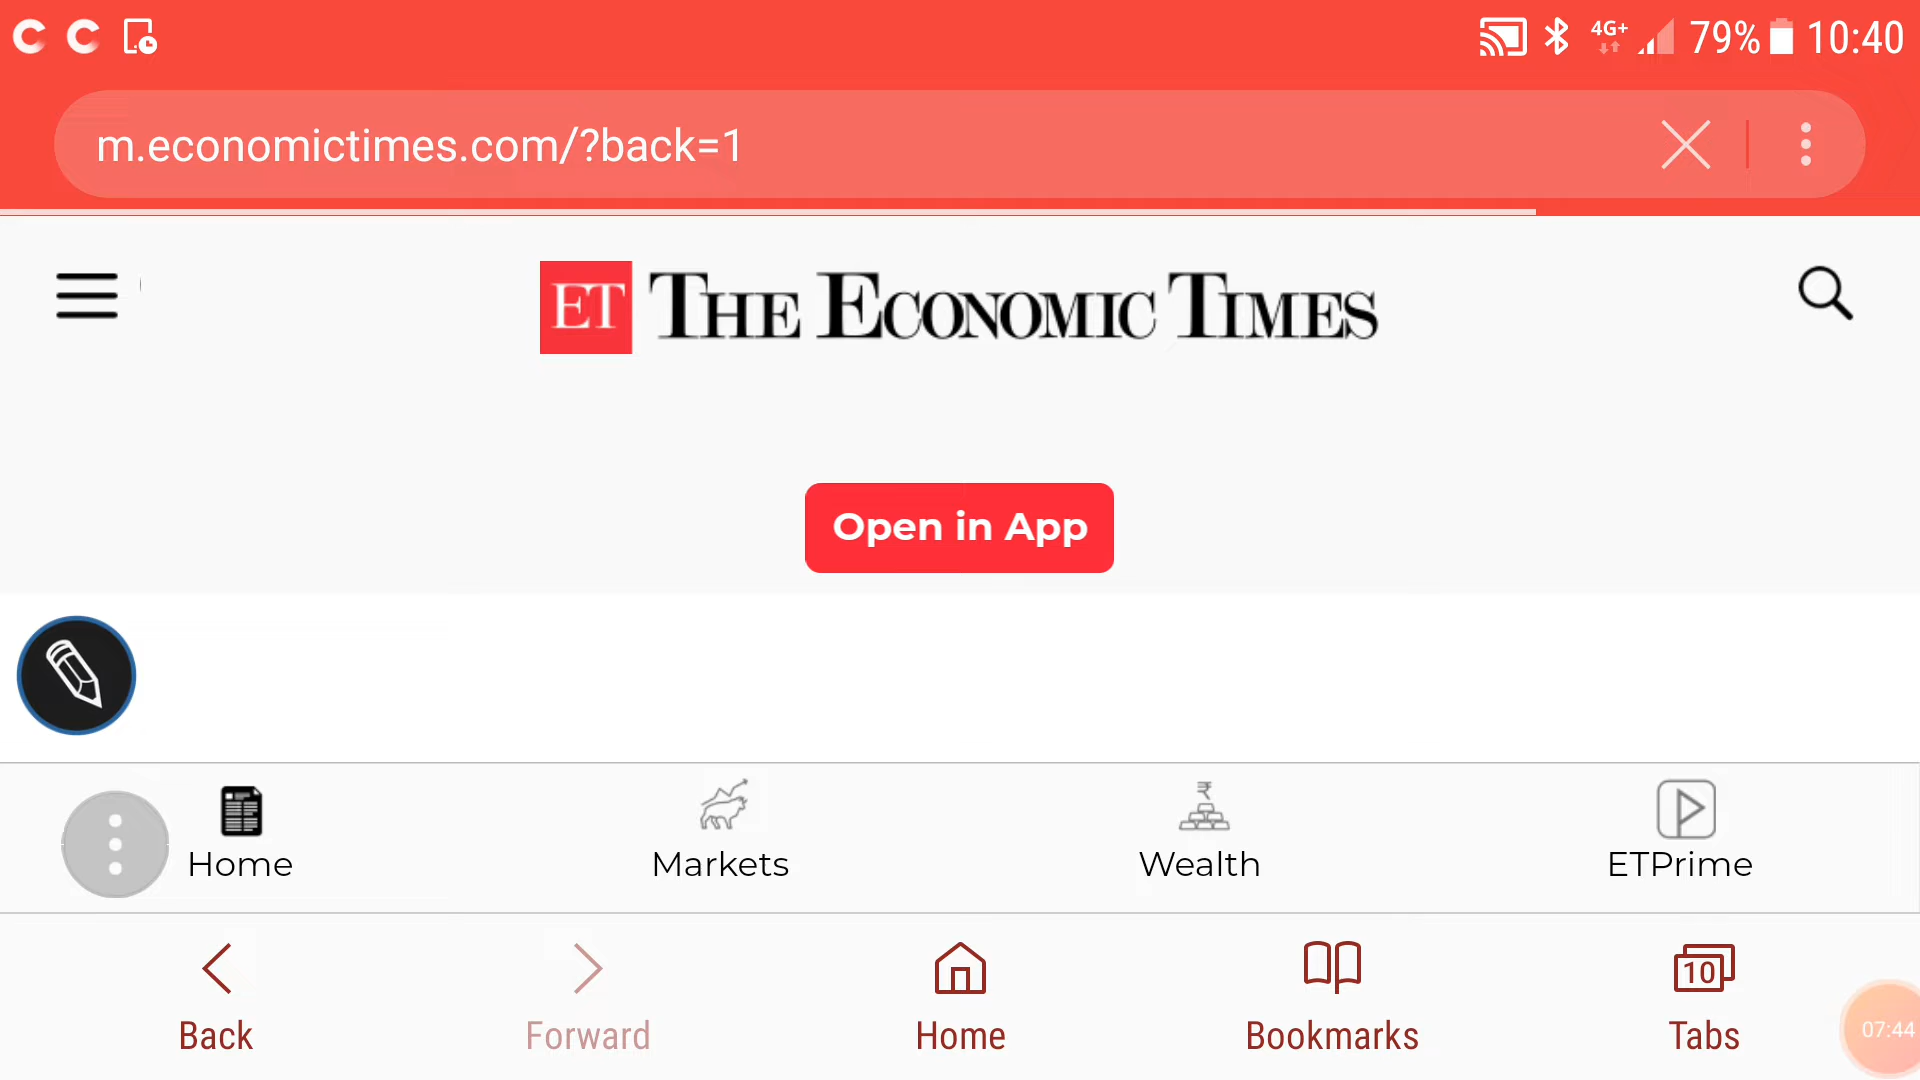 4G+ 79% 10:40
m.economictimes.com/?back=1
ET THE ECONOMIC TIMES
Open in App
Home Markets Wealth ETPrime
10
Back Forward Home Bookmarks Tabs
07:44